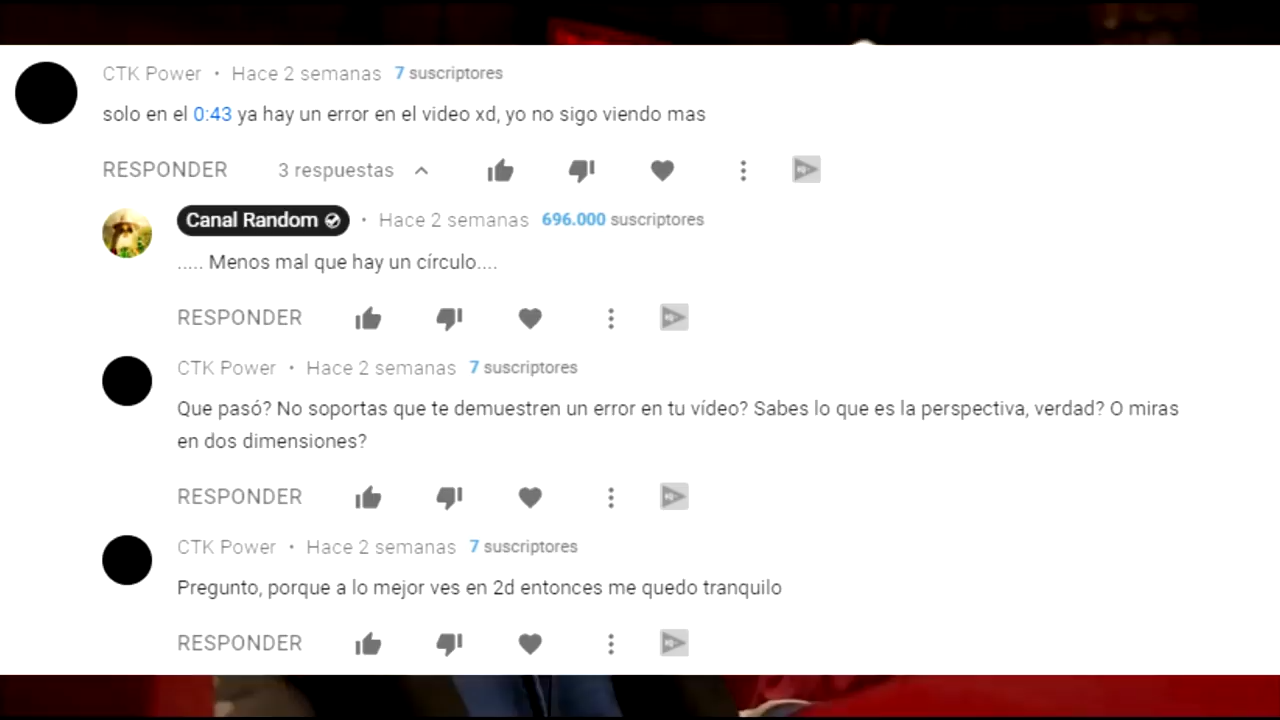 CTK Power • Hace 2 semanas 7 suscriptores
solo en el 0:43 ya hay un error en el video xd, yo no sigo viendo mas
RESPONDER 3 respuestas
Canal Random • Hace 2 semanas 696.000 suscriptores
..... Menos mal que hay un círculo....
RESPONDER
CTK Power • Hace 2 semanas 7 suscriptores
Que pasó? No soportas que te demuestren un error en tu vídeo? Sabes lo que es la perspectiva, verdad? O miras
en dos dimensiones?
RESPONDER
CTK Power • Hace 2 semanas 7 suscriptores
Pregunto, porque a lo mejor ves en 2d entonces me quedo tranquilo
RESPONDER